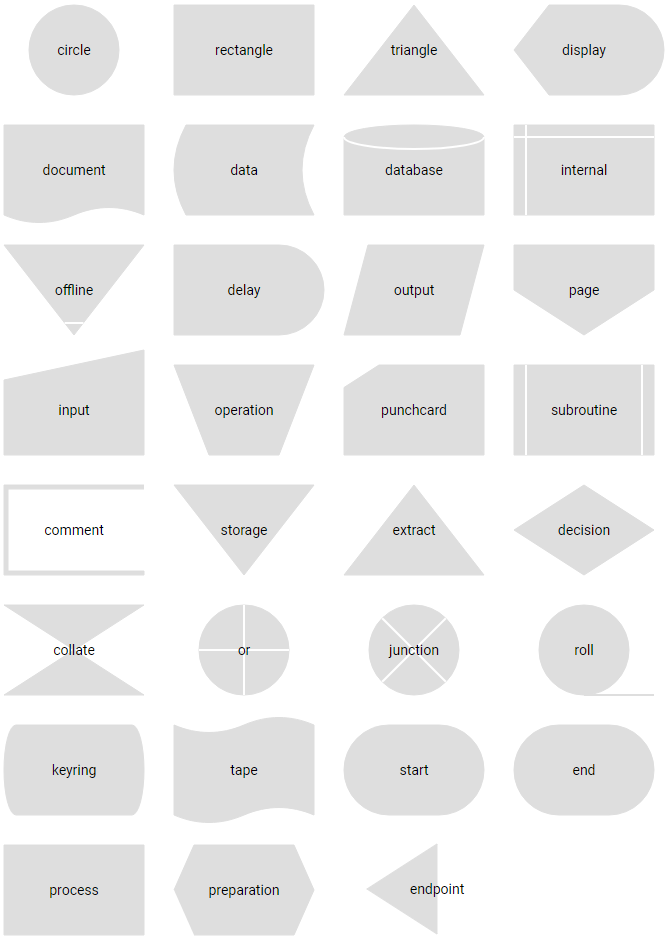 circle
rectangle
triangle
display
document
data
database
internal
offline
delay
output
page
input
operation
punchcard
subroutine
comment
storage
extract
decision
collate
or
junction
roll
keyring
tape
start
end
process
preparation
endpoint